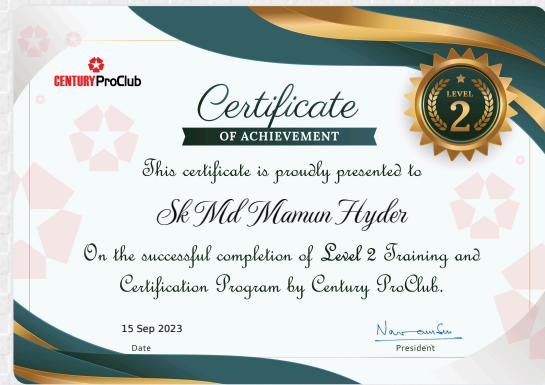 CENTURY ProClub
Certificate
OF ACHIEVEMENT
LEVEL
2
This certificate is proudly presented to
Sk Md Mamun Hyder
On the successful completion of Level 2 Training and
Certification Program by Century ProClub.
15 Sep 2023
Date
President